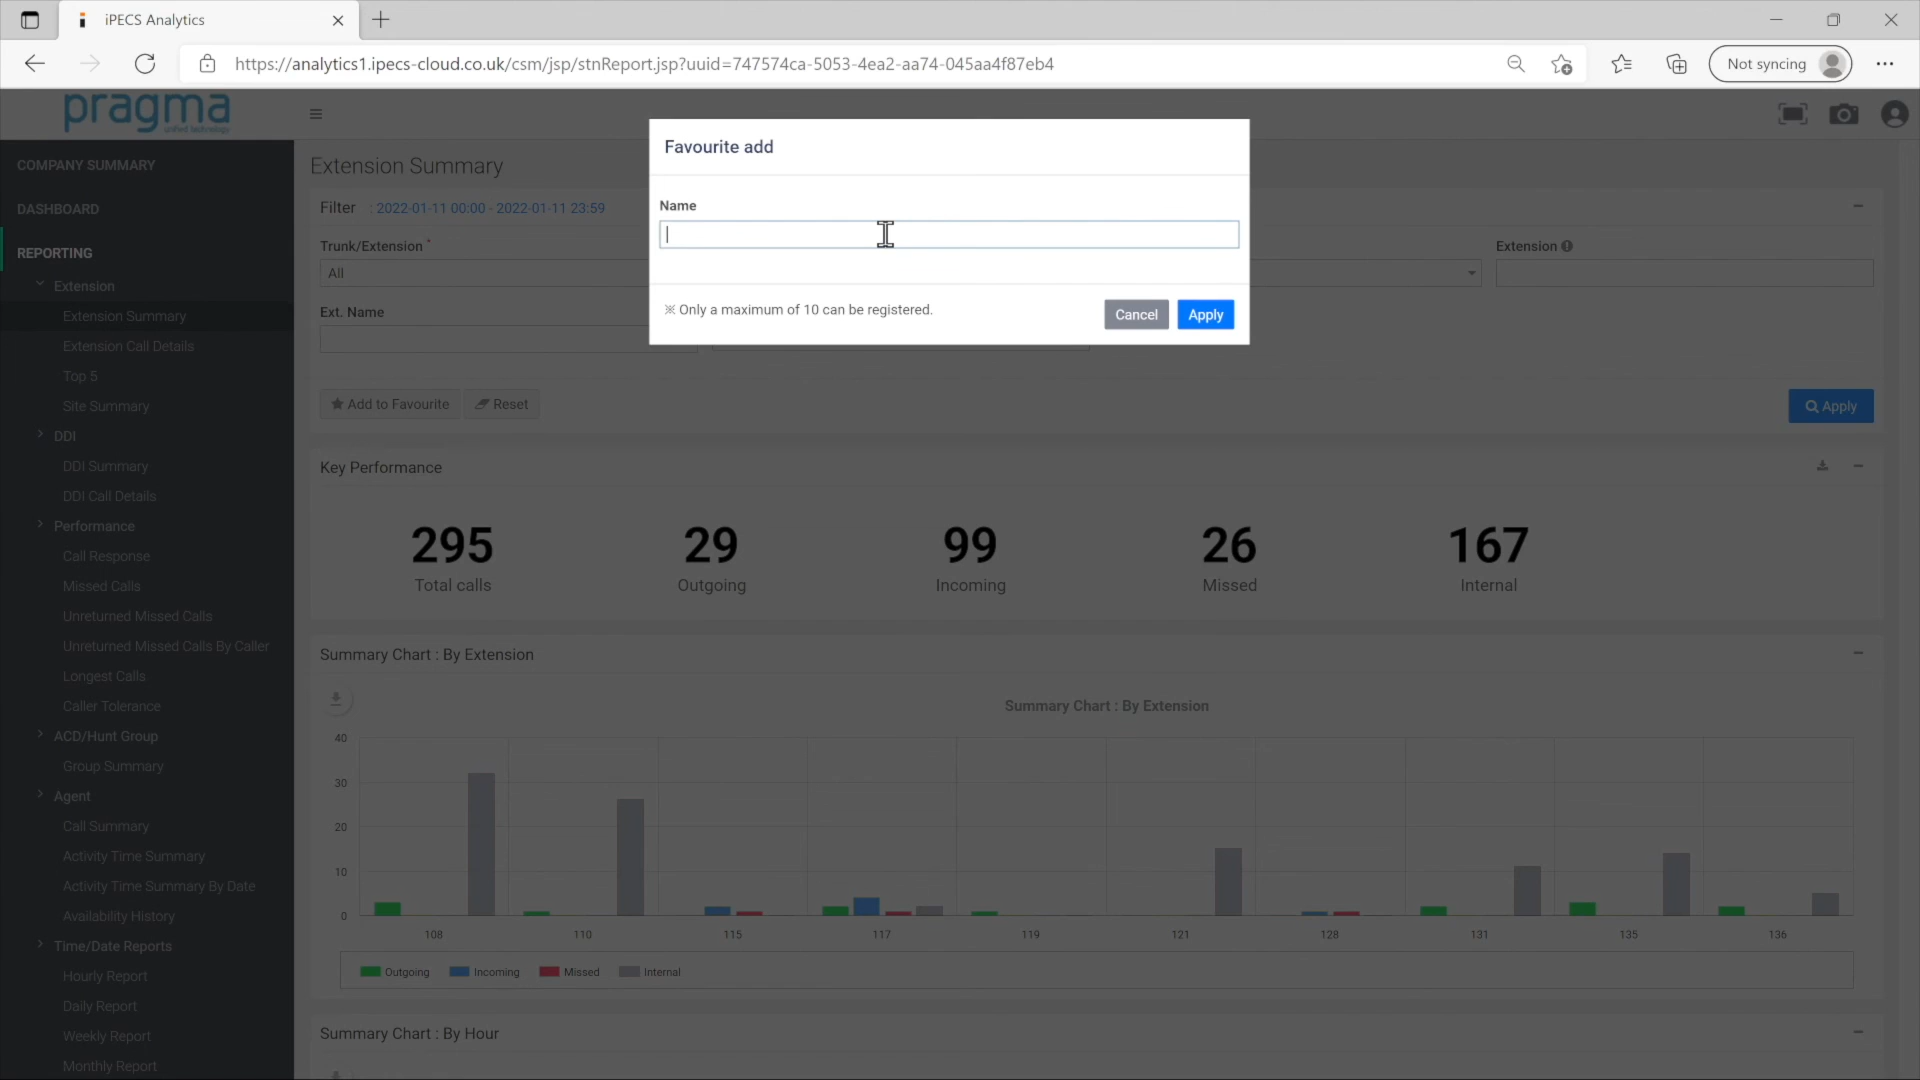 iPECS Analytics
https://analytics1.ipecs-cloud.co.uk/csm/jsp/stnReport.jsp?uuid=747574ca-5053-4ea2-aa74-045aa4f87eb4
Not syncing
pragma
unified technology
COMPANY SUMMARY
DASHBOARD
REPORTING
Extension
Extension Summary
Extension Call Details
Top 5
Site Summary
DDI
DDI Summary
DDI Call Details
Performance
Call Response
Missed Calls
Unreturned Missed Calls
Unreturned Missed Calls By Caller
Longest Calls
Caller Tolerance
ACD/Hunt Group
Group Summary
Agent
Call Summary
Activity Time Summary
Activity Time Summary By Date
Availability History
Time/Date Reports
Hourly Report
Daily Report
Weekly Report
Monthly Report
Extension Summary
Filter : 2022-01-11 00:00 - 2022-01-11 23:59
Trunk/Extension *
All
Extension
Ext. Name
Favourite add
Name
※ Only a maximum of 10 can be registered.
Cancel
Apply
Add to Favourite
Reset
Apply
Key Performance
295 29 99 26 167
Total calls Outgoing Incoming Missed Internal
Summary Chart : By Extension
Summary Chart : By Extension
40
30
20
10
0
108 110 115 117 119 121 128 131 135 136
Outgoing Incoming Missed Internal
Summary Chart : By Hour